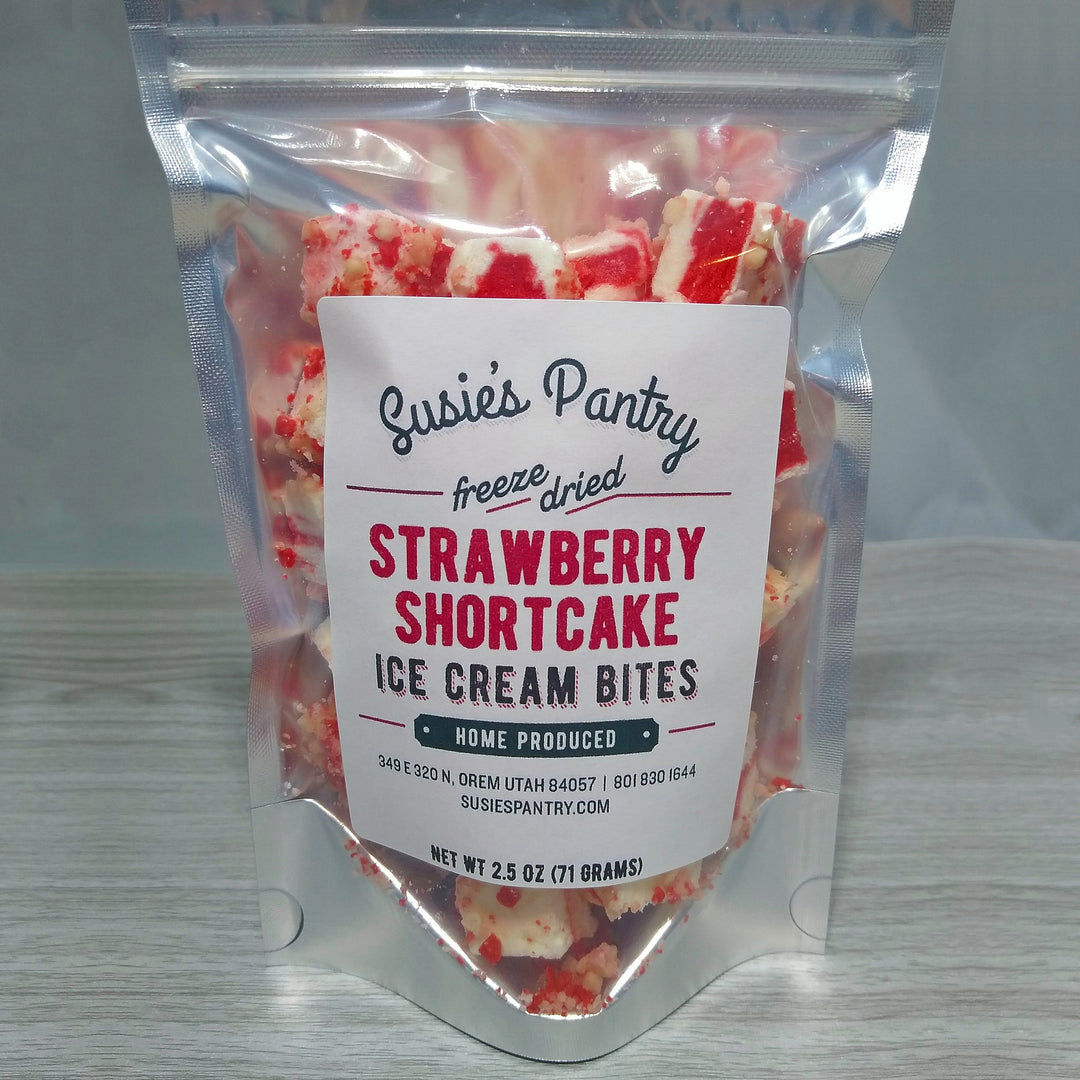 Susie's Pantry
freeze dried
STRAWBERRY
SHORTCAKE
ICE CREAM BITES
HOME PRODUCED
349 E 320 N, OREM UTAH 84057 | 801 830 1644
SUSIESPANTRY.COM
NET WT 2.5 OZ (71 GRAMS)